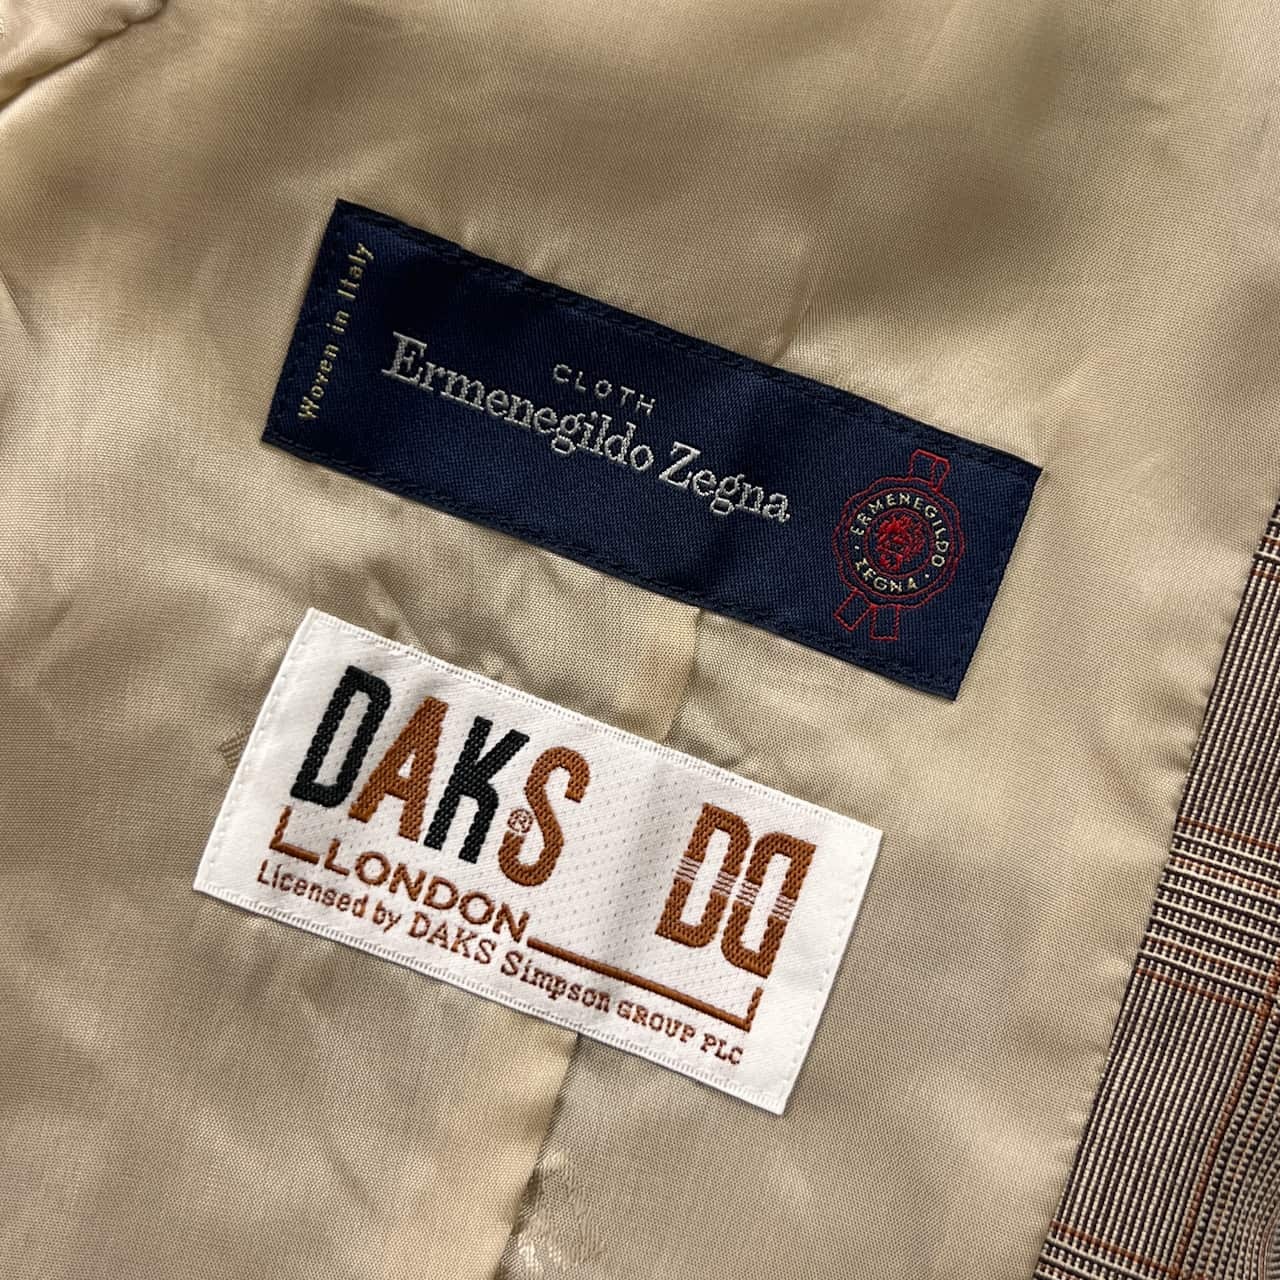 Woven in Italy
CLOTH
Ermenegildo Zegna
ERMENEGILDO
ZEGNA
DAKS®
LONDON
Licensed by DAKS Simpson GROUP PLC
DD